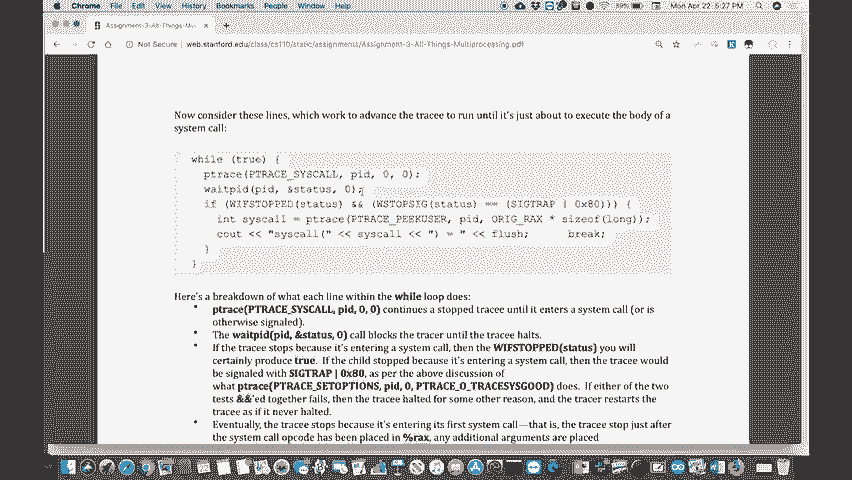 Chrome File Edit View History Bookmarks People Window Help
Mon Apr 22 5:27 PM
Assignment-3-All-Things-Mu
Not Secure web.stanford.edu/class/cs110/static/assignments/Assignment-3-All-Things-Multiprocessing.pdf
Now consider these lines, which work to advance the tracee to run until it's just about to execute the body of a
system call:
while (true) {
ptrace(PTRACE_SYSCALL, pid, 0, 0);
waitpid(pid, &status, 0);
if (WIFSTOPPED(status) && (WSTOPSIG(status) == (SIGTRAP | 0x80))) {
int syscall = ptrace(PTRACE_PEEKUSER, pid, ORIG_RAX * sizeof(long));
cout << "syscall(" << syscall << ") = " << flush; break;
}
}
Here's a breakdown of what each line within the while loop does:
• ptrace(PTRACE_SYSCALL, pid, 0, 0) continues a stopped tracee until it enters a system call (or is
otherwise signaled).
• The waitpid(pid, &status, 0) call blocks the tracer until the tracee halts.
• If the tracee stops because it's entering a system call, then the WIFSTOPPED(status) you will
certainly produce true. If the child stopped because it's entering a system call, then the tracee would
be signaled with SIGTRAP | 0x80, as per the above discussion of
what ptrace(PTRACE_SETOPTIONS, pid, 0, PTRACE_O_TRACESYSGOOD) does. If either of the two
tests &&'ed together fails, then the tracee halted for some other reason, and the tracer restarts the
tracee as if it never halted.
• Eventually, the tracee stops because it's entering its first system call—that is, the tracee stop just after
the system call opcode has been placed in %rax, any additional arguments are placed